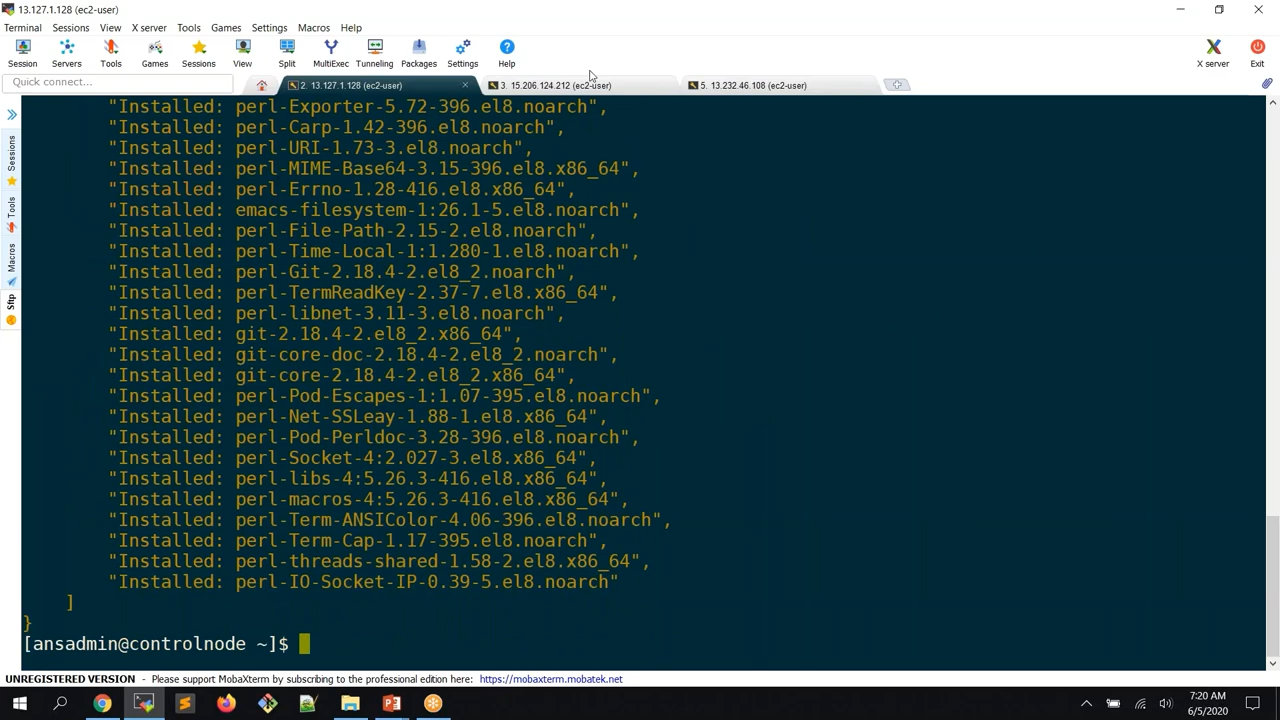 13.127.1.128 (ec2-user)
Terminal Sessions View X server Tools Games Settings Macros Help
Session Servers Tools Games Sessions View Split MultiExec Tunneling Packages Settings Help X server Exit
Quick connect...
2. 13.127.1.128 (ec2-user)
3. 15.206.124.212 (ec2-user)
5. 13.232.46.108 (ec2-user)
Sessions
Tools
Macros
Sftp
"Installed: perl-Exporter-5.72-396.el8.noarch",
"Installed: perl-Carp-1.42-396.el8.noarch",
"Installed: perl-URI-1.73-3.el8.noarch",
"Installed: perl-MIME-Base64-3.15-396.el8.x86_64",
"Installed: perl-Errno-1.28-416.el8.x86_64",
"Installed: emacs-filesystem-1:26.1-5.el8.noarch",
"Installed: perl-File-Path-2.15-2.el8.noarch",
"Installed: perl-Time-Local-1:1.280-1.el8.noarch",
"Installed: perl-Git-2.18.4-2.el8_2.noarch",
"Installed: perl-TermReadKey-2.37-7.el8.x86_64",
"Installed: perl-libnet-3.11-3.el8.noarch",
"Installed: git-2.18.4-2.el8_2.x86_64",
"Installed: git-core-doc-2.18.4-2.el8_2.noarch",
"Installed: git-core-2.18.4-2.el8_2.x86_64",
"Installed: perl-Pod-Escapes-1:1.07-395.el8.noarch",
"Installed: perl-Net-SSLeay-1.88-1.el8.x86_64",
"Installed: perl-Pod-Perldoc-3.28-396.el8.noarch",
"Installed: perl-Socket-4:2.027-3.el8.x86_64",
"Installed: perl-libs-4:5.26.3-416.el8.x86_64",
"Installed: perl-macros-4:5.26.3-416.el8.x86_64",
"Installed: perl-Term-ANSIColor-4.06-396.el8.noarch",
"Installed: perl-Term-Cap-1.17-395.el8.noarch",
"Installed: perl-threads-shared-1.58-2.el8.x86_64",
"Installed: perl-IO-Socket-IP-0.39-5.el8.noarch"
]
}
[ansadmin@controlnode ~]$
UNREGISTERED VERSION - Please support MobaXterm by subscribing to the professional edition here: https://mobaxterm.mobatek.net
7:20 AM
6/5/2020